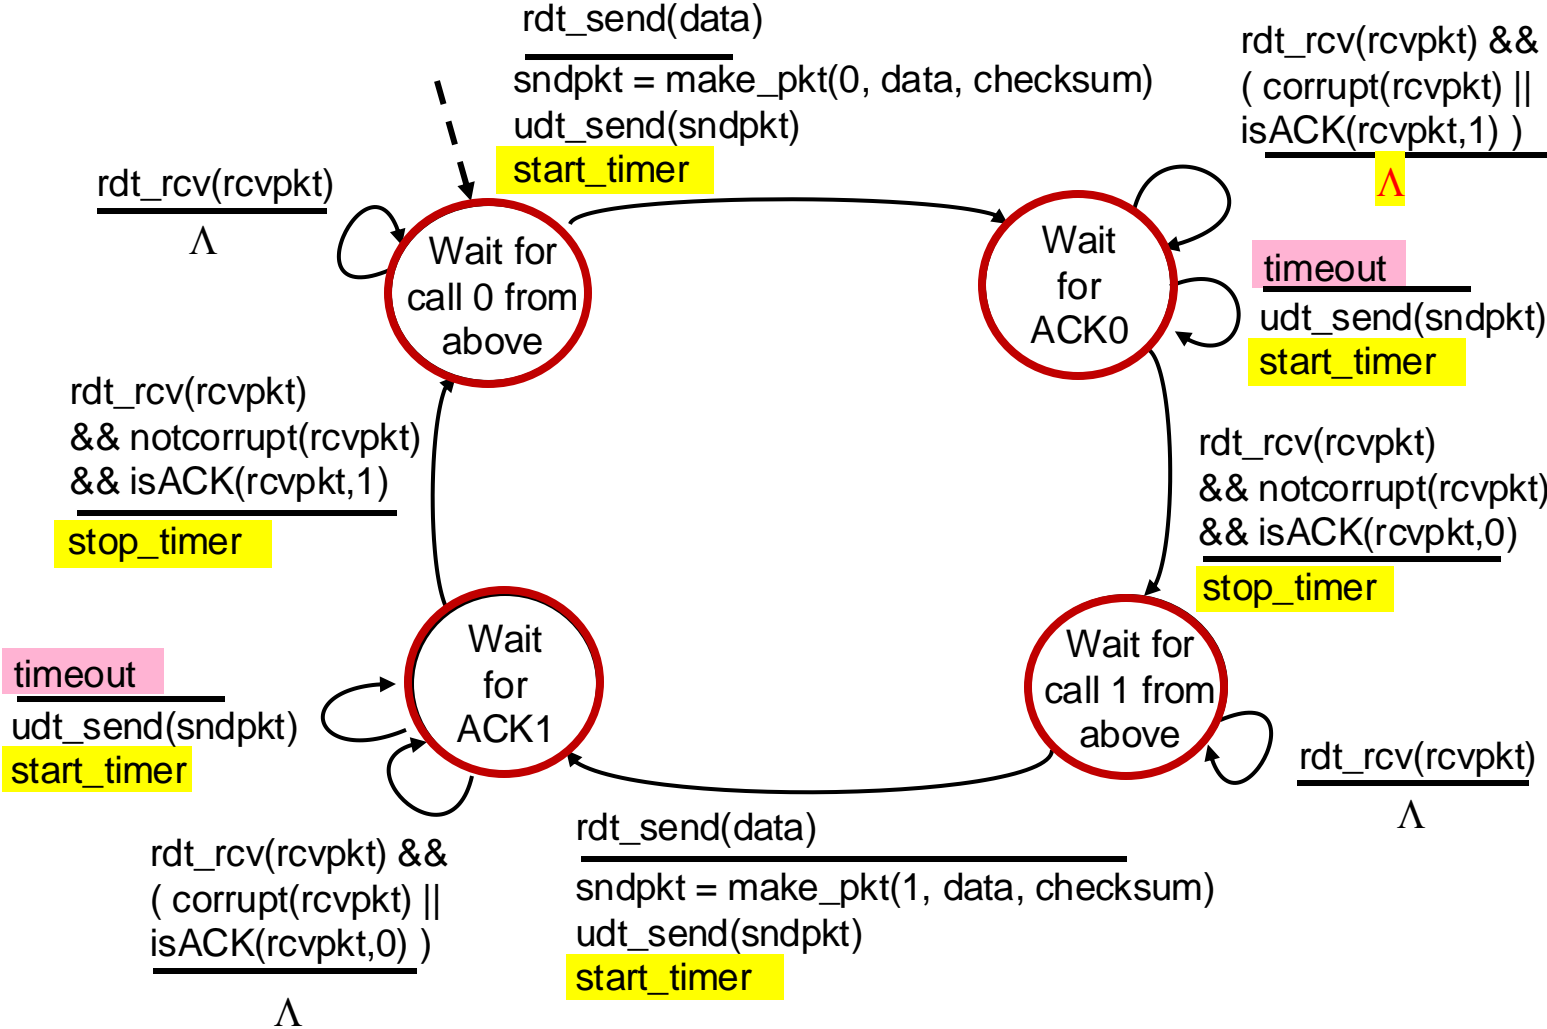 rdt_send(data)
sndpkt = make_pkt(0, data, checksum)
udt_send(sndpkt)
start_timer
rdt_rcv(rcvpkt) &&
( corrupt(rcvpkt) ||
isACK(rcvpkt,1) )
Λ
rdt_rcv(rcvpkt)
Λ
Wait for
call 0 from
above
Wait
for
ACK0
timeout
udt_send(sndpkt)
start_timer
rdt_rcv(rcvpkt)
&& notcorrupt(rcvpkt)
&& isACK(rcvpkt,1)
stop_timer
rdt_rcv(rcvpkt)
&& notcorrupt(rcvpkt)
&& isACK(rcvpkt,0)
stop_timer
Wait
for
ACK1
Wait for
call 1 from
above
timeout
udt_send(sndpkt)
start_timer
rdt_rcv(rcvpkt)
Λ
rdt_rcv(rcvpkt) &&
( corrupt(rcvpkt) ||
isACK(rcvpkt,0) )
Λ
rdt_send(data)
sndpkt = make_pkt(1, data, checksum)
udt_send(sndpkt)
start_timer